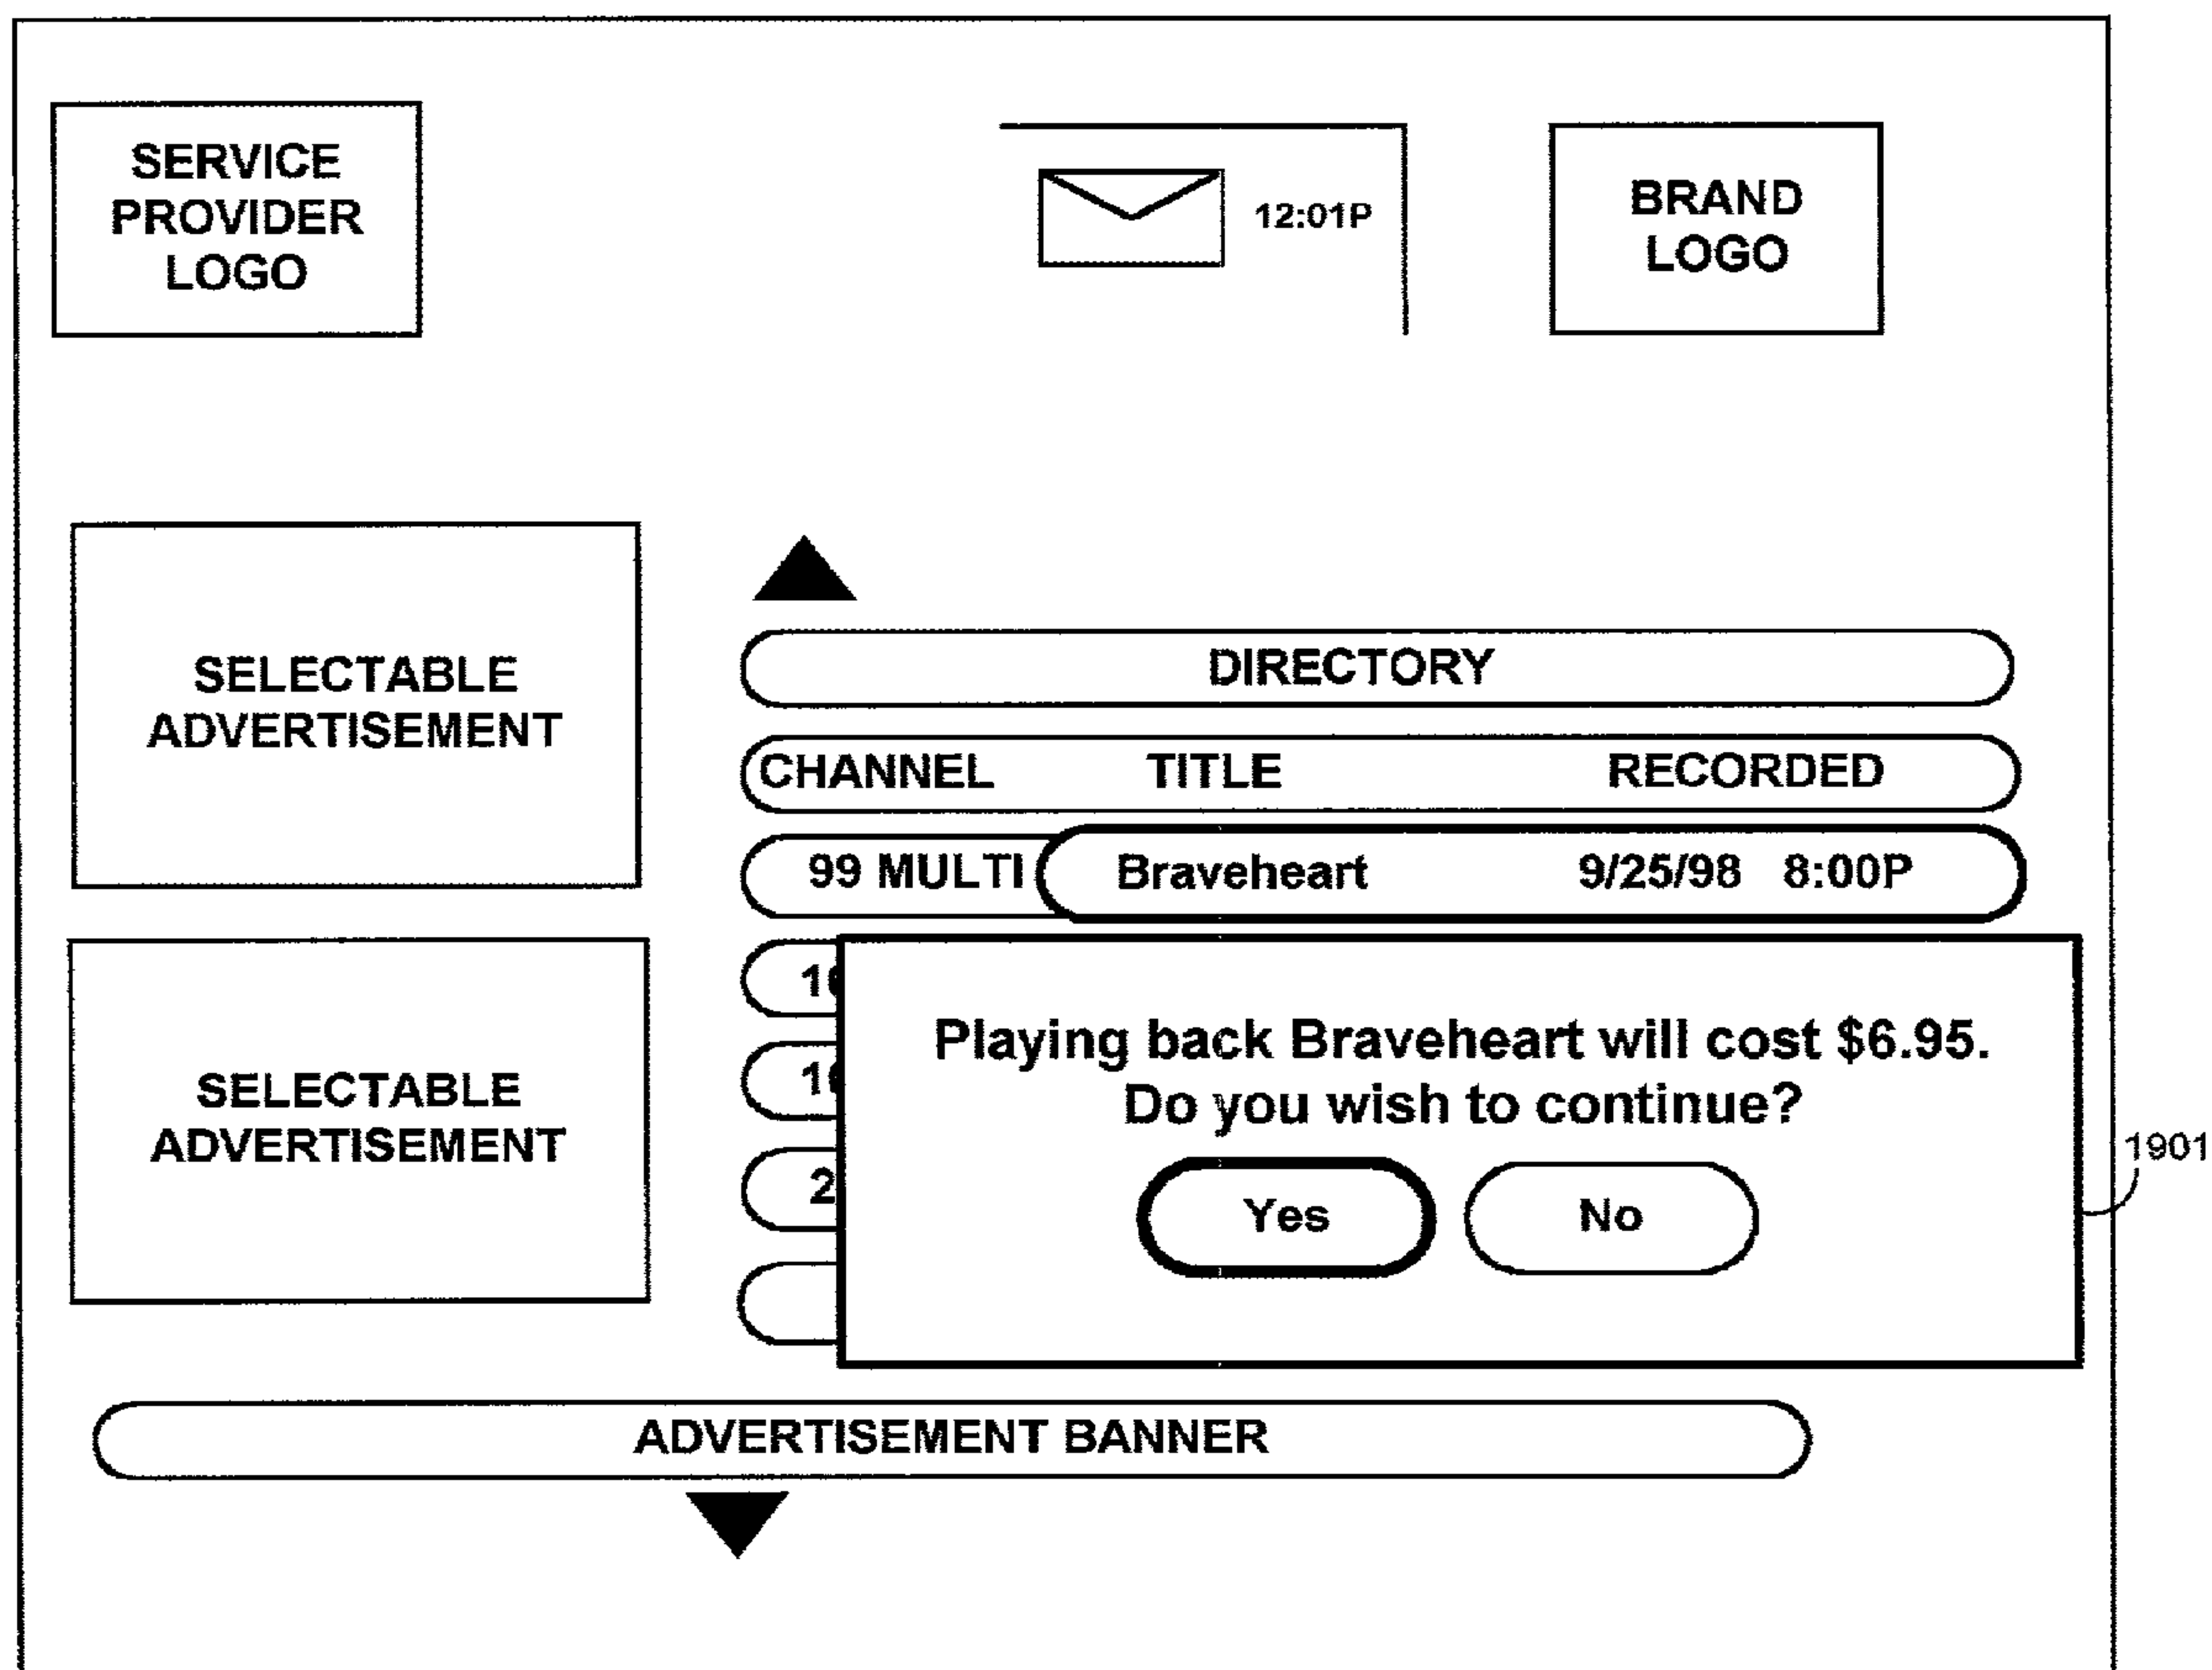 SERVICE
PROVIDER
LOGO
12:01P
BRAND
LOGO
SELECTABLE
ADVERTISEMENT
DIRECTORY
CHANNEL TITLE RECORDED
99 MULTI Braveheart 9/25/98 8:00P
SELECTABLE
ADVERTISEMENT
Playing back Braveheart will cost $6.95.
Do you wish to continue?
Yes No
1901
ADVERTISEMENT BANNER